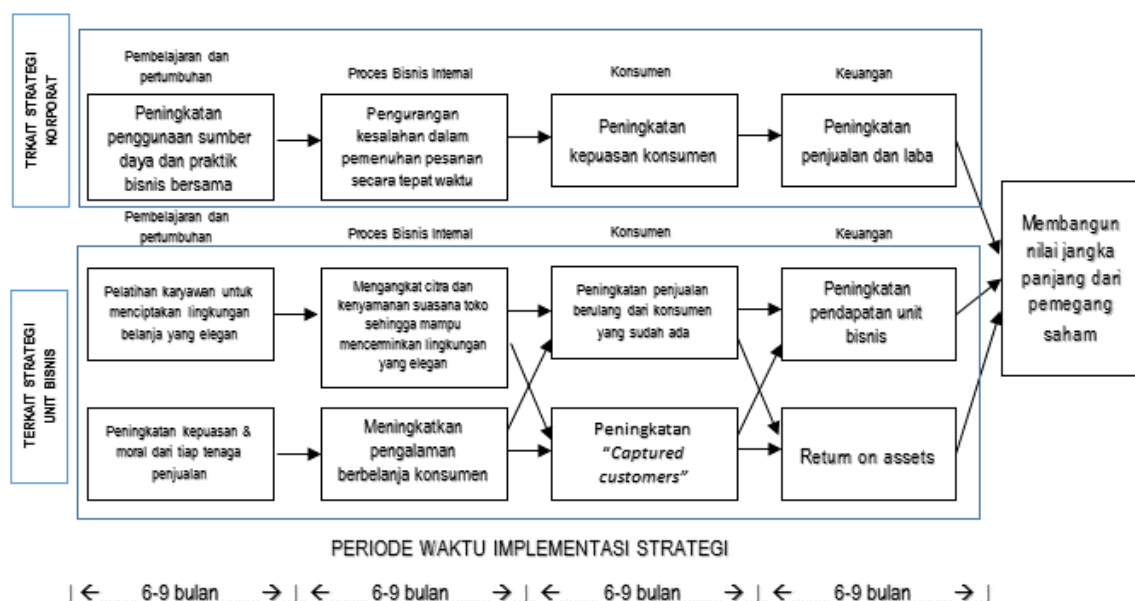 TRKAIT STRATEGI
KORPORAT
Pembelajaran dan
pertumbuhan
Proces Bisnis Internal
Konsumen
Keuangan
Peningkatan
penggunaan sumber
daya dan praktik
bisnis bersama
Pengurangan
kesalahan dalam
pemenuhan pesanan
secara tepat waktu
Peningkatan
kepuasan konsumen
Peningkatan
penjualan dan laba
Membangun
nilai jangka
panjang dari
pemegang
saham
TERKAIT STRATEGI
UNIT BISNIS
Pembelajaran dan
pertumbuhan
Proces Bisnis Internal
Konsumen
Keuangan
Pelatihan karyawan untuk
menciptakan lingkungan
belanja yang elegan
Mengangkat citra dan
kenyamanan suasana toko
sehingga mampu
menceminkan lingkungan
yang elegan
Peningkatan penjualan
berulang dari konsumen
yang sudah ada
Peningkatan
pendapatan unit
bisnis
Peningkatan kepuasan &
moral dari tiap tenaga
penjualan
Meningkatkan
pengalaman
berbelanja konsumen
Peningkatan
“Captured
customers”
Return on assets
PERIODE WAKTU IMPLEMENTASI STRATEGI
| ← 6-9 bulan → | ← 6-9 bulan → | ← 6-9 bulan → | ← 6-9 bulan → |